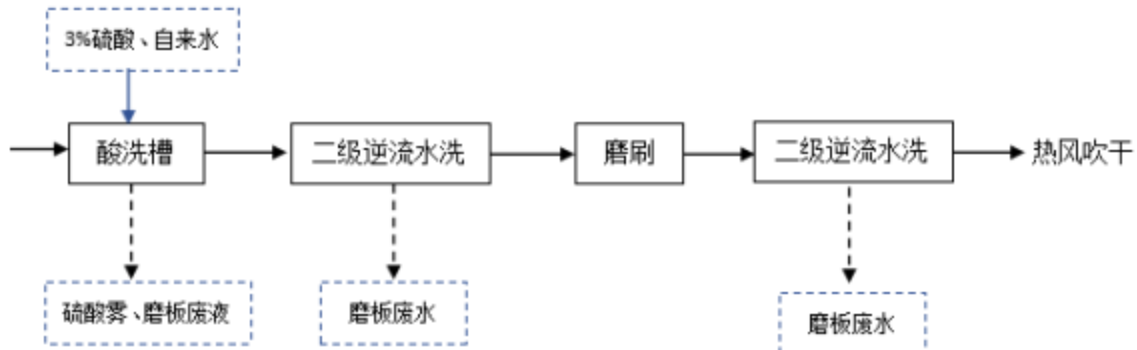 3%硫酸、自来水
酸洗槽
二级逆流水洗
磨刷
二级逆流水洗
热风吹干
硫酸雾、磨板废液
磨板废水
磨板废水